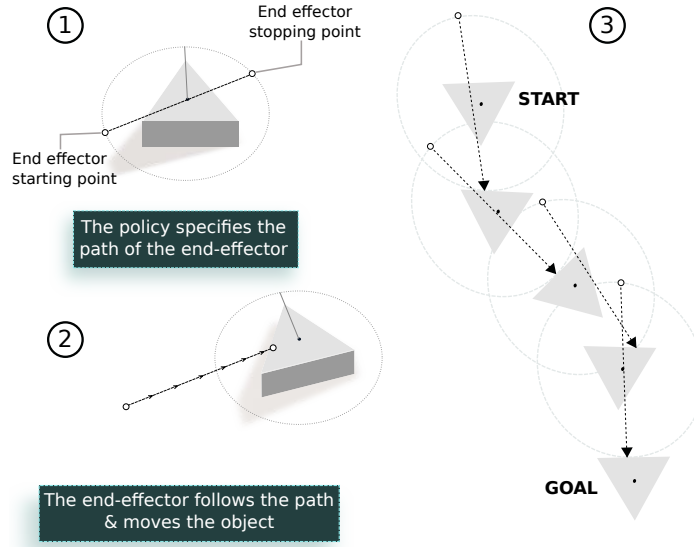 1
End effector
stopping point
End effector
starting point
The policy specifies the
path of the end-effector
2
The end-effector follows the path
& moves the object
3
START
GOAL